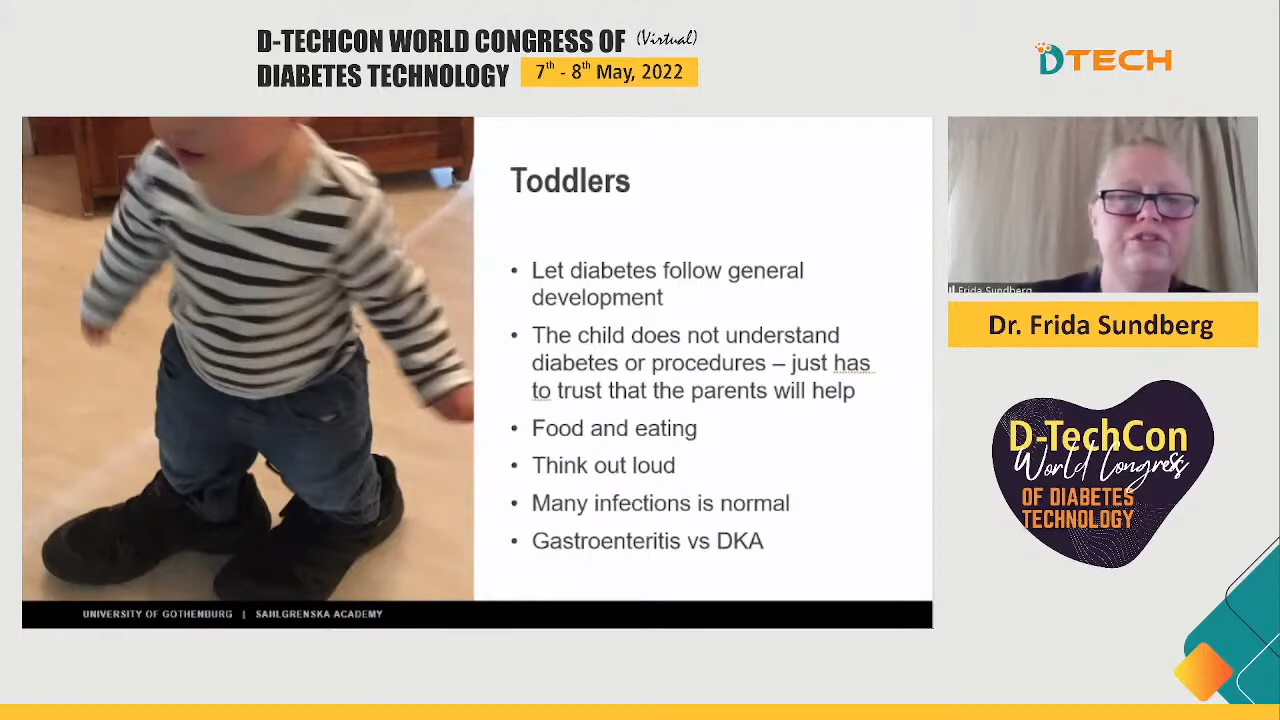 D-TECHCON WORLD CONGRESS OF (Virtual)
DIABETES TECHNOLOGY 7th - 8th May, 2022
DTECH
Toddlers
• Let diabetes follow general
development
• The child does not understand
diabetes or procedures – just has
to trust that the parents will help
• Food and eating
• Think out loud
• Many infections is normal
• Gastroenteritis vs DKA
UNIVERSITY OF GOTHENBURG | SAHLGRENSKA ACADEMY
Frida Sundberg
Dr. Frida Sundberg
D-TechCon
World Congress
OF DIABETES
TECHNOLOGY